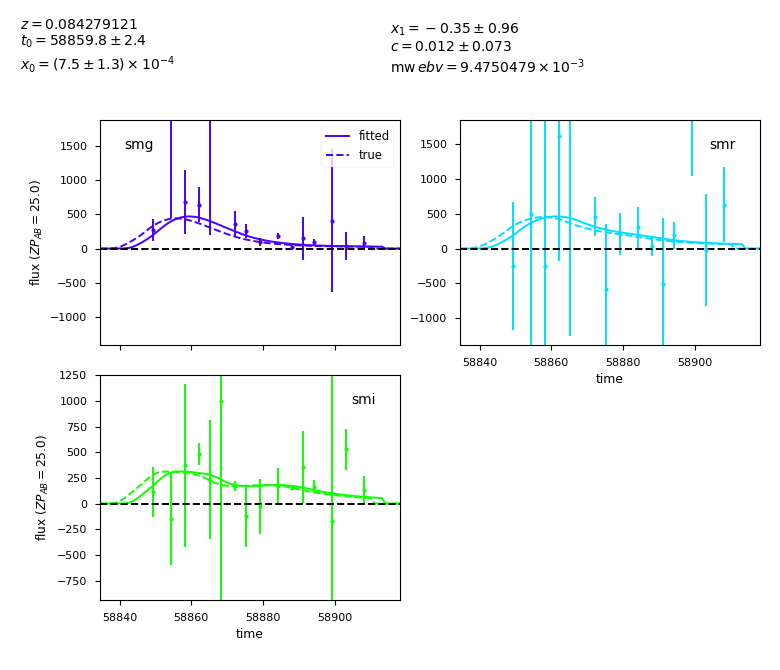 z = 0.084279121
t₀ = 58859.8 ± 2.4
x₀ = (7.5 ± 1.3) × 10⁻⁴
x₁ = −0.35 ± 0.96
c = 0.012 ± 0.073
mw ebv = 9.4750479 × 10⁻³
smg
fitted
true
1500
1000
500
0
−500
−1000
flux (ZP_AB = 25.0)
smr
1500
1000
500
0
−500
−1000
58840 58860 58880 58900
time
smi
1250
1000
750
500
250
0
−250
−500
−750
flux (ZP_AB = 25.0)
58840 58860 58880 58900
time